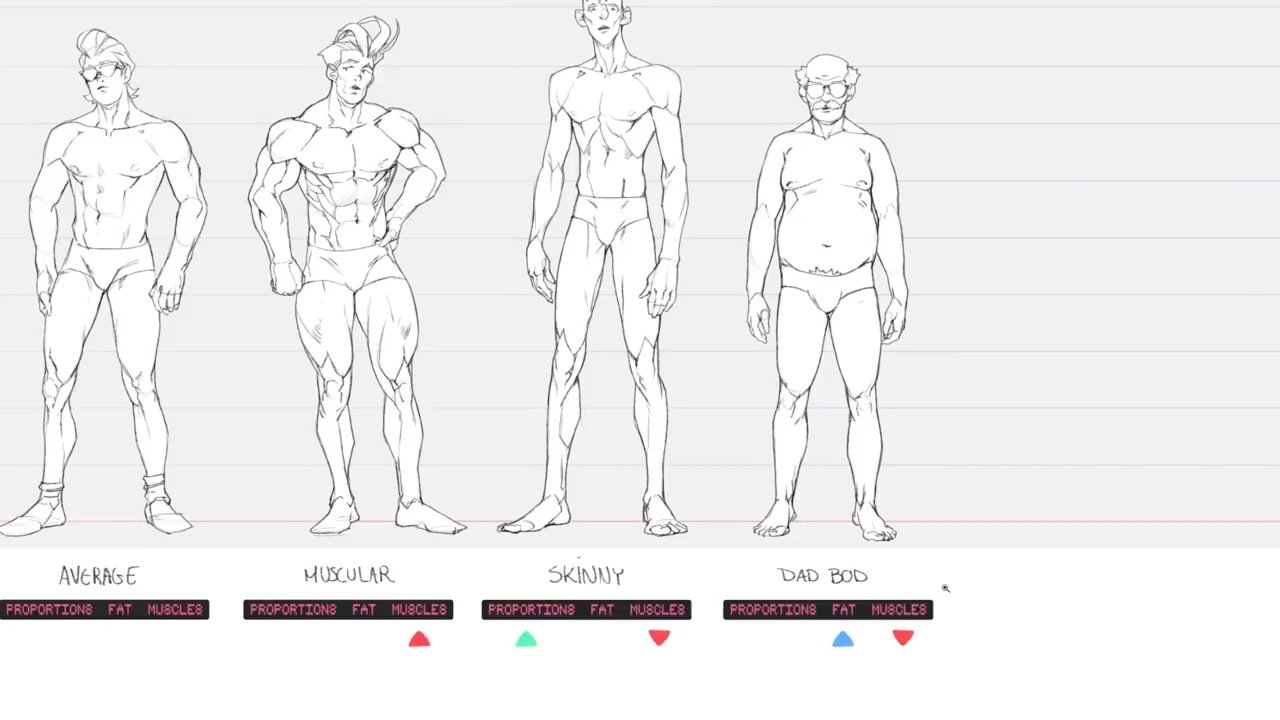 AVERAGE
MUSCULAR
SKINNY
DAD BOD
PROPORTIONS FAT MUSCLES
PROPORTIONS FAT MUSCLES
PROPORTIONS FAT MUSCLES
PROPORTIONS FAT MUSCLES